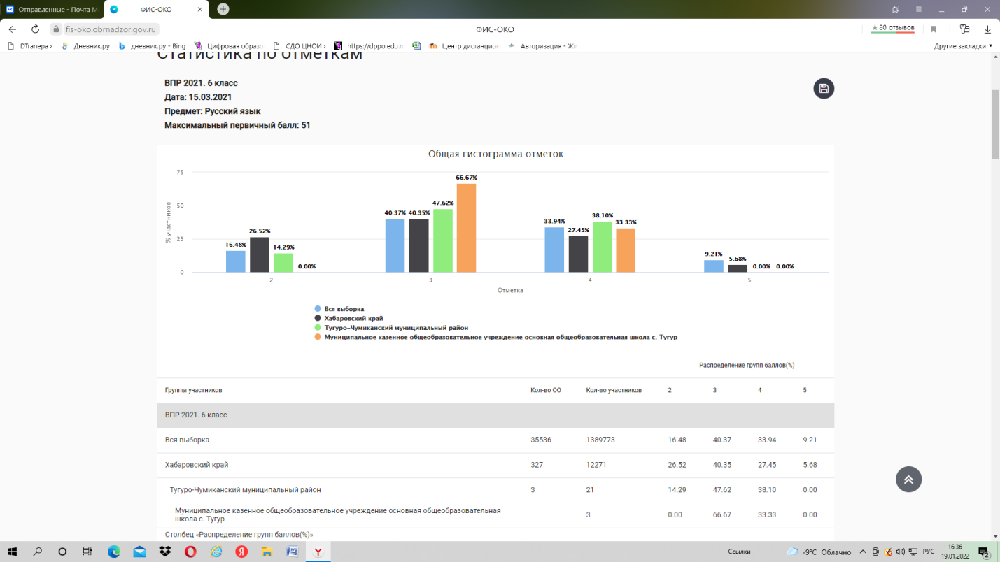 Отправленные - Почта М
ФИС-ОКО
fis-oko.obrnadzor.gov.ru
ФИС-ОКО
★ 80 отзывов
DTranepa ›
Дневник.ру
дневник.ру - Bing
Цифровая образо
СДО ЦНОИ ›
https://dppo.edu.ru
Центр дистанцион
Авторизация - Жи
Другие закладки
Статистика по отметкам
ВПР 2021. 6 класс
Дата: 15.03.2021
Предмет: Русский язык
Максимальный первичный балл: 51
Общая гистограмма отметок
% участников
75
50
25
0
16.48% 26.52% 14.29% 0.00%
40.37% 40.35% 47.62% 66.67%
33.94% 27.45% 38.10% 33.33%
9.21% 5.68% 0.00% 0.00%
2 3 4 5
Отметка
Вся выборка
Хабаровский край
Тугуро-Чумиканский муниципальный район
Муниципальное казенное общеобразовательное учреждение основная общеобразовательная школа с. Тугур
Распределение групп баллов(%)
Группы участников Кол-во ОО Кол-во участников 2 3 4 5
ВПР 2021. 6 класс
Вся выборка 35536 1389773 16.48 40.37 33.94 9.21
Хабаровский край 327 12271 26.52 40.35 27.45 5.68
Тугуро-Чумиканский муниципальный район 3 21 14.29 47.62 38.10 0.00
Муниципальное казенное общеобразовательное учреждение основная общеобразовательная
школа с. Тугур 3 0.00 66.67 33.33 0.00
Столбец «Распределение групп баллов(%)»
Ссылки
-9°C Облачно
РУС
16:36
19.01.2022
2